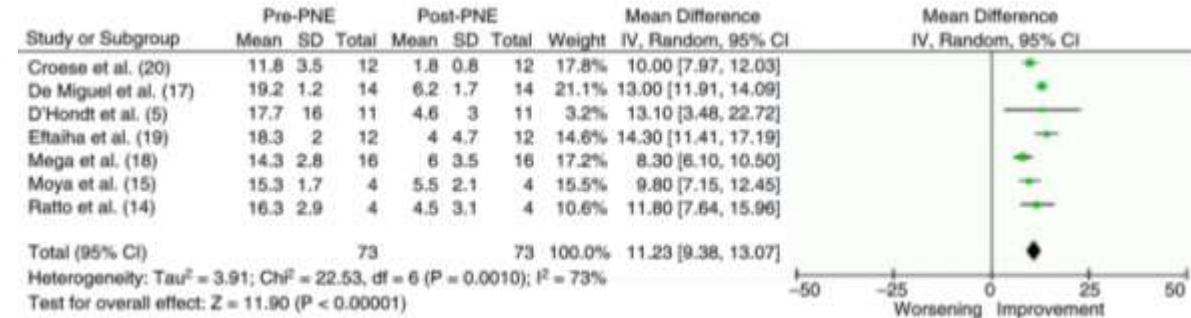 Pre-PNE Post-PNE Mean Difference Mean Difference
Study or Subgroup Mean SD Total Mean SD Total Weight IV, Random, 95% CI IV, Random, 95% CI
Croese et al. (20) 11.8 3.5 12 1.8 0.8 12 17.8% 10.00 [7.97, 12.03]
De Miguel et al. (17) 19.2 1.2 14 6.2 1.7 14 21.1% 13.00 [11.91, 14.09]
D'Hondt et al. (5) 17.7 16 11 4.6 3 11 3.2% 13.10 [3.48, 22.72]
Eftaiha et al. (19) 18.3 2 12 4 4.7 12 14.6% 14.30 [11.41, 17.19]
Mega et al. (18) 14.3 2.8 16 6 3.5 16 17.2% 8.30 [6.10, 10.50]
Moya et al. (15) 15.3 1.7 4 5.5 2.1 4 15.5% 9.80 [7.15, 12.45]
Ratto et al. (14) 16.3 2.9 4 4.5 3.1 4 10.6% 11.80 [7.64, 15.96]
Total (95% CI) 73 73 100.0% 11.23 [9.38, 13.07]
Heterogeneity: Tau² = 3.91; Chi² = 22.53, df = 6 (P = 0.0010); I² = 73%
Test for overall effect: Z = 11.90 (P < 0.00001)
−50 −25 0 25 50
Worsening Improvement